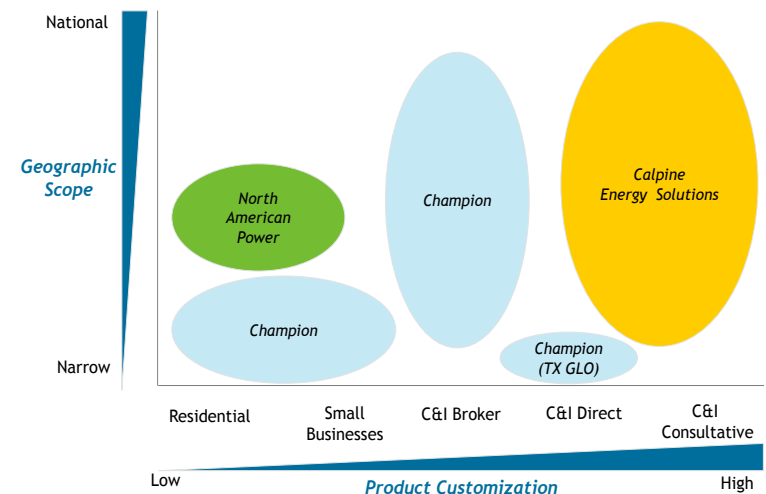 National
Geographic
Scope
Narrow
North
American
Power
Champion
Champion
Calpine
Energy Solutions
Champion
(TX GLO)
Residential
Small
Businesses
C&I Broker
C&I Direct
C&I
Consultative
Low
Product Customization
High